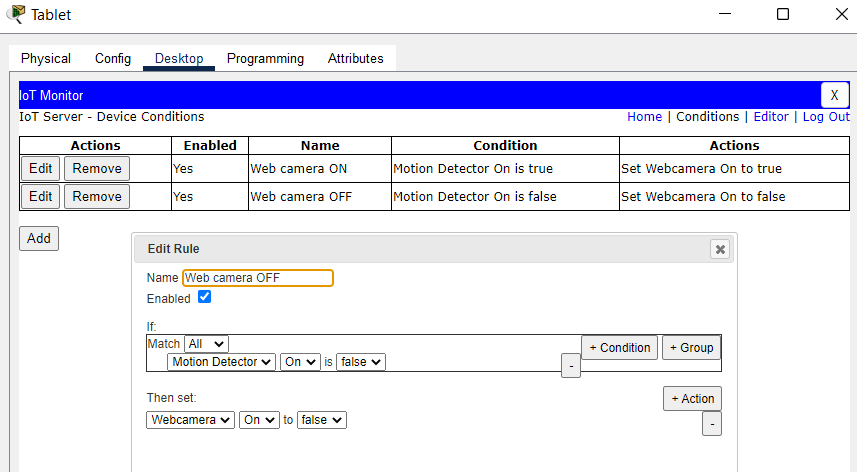 Tablet
Physical Config Desktop Programming Attributes
IoT Monitor X
IoT Server - Device Conditions Home | Conditions | Editor | Log Out
Actions Enabled Name Condition Actions
Edit Remove Yes Web camera ON Motion Detector On is true Set Webcamera On to true
Edit Remove Yes Web camera OFF Motion Detector On is false Set Webcamera On to false
Add
Edit Rule
Name Web camera OFF
Enabled
If:
Match All + Condition + Group
Motion Detector On is false -
Then set: + Action
Webcamera On to false -